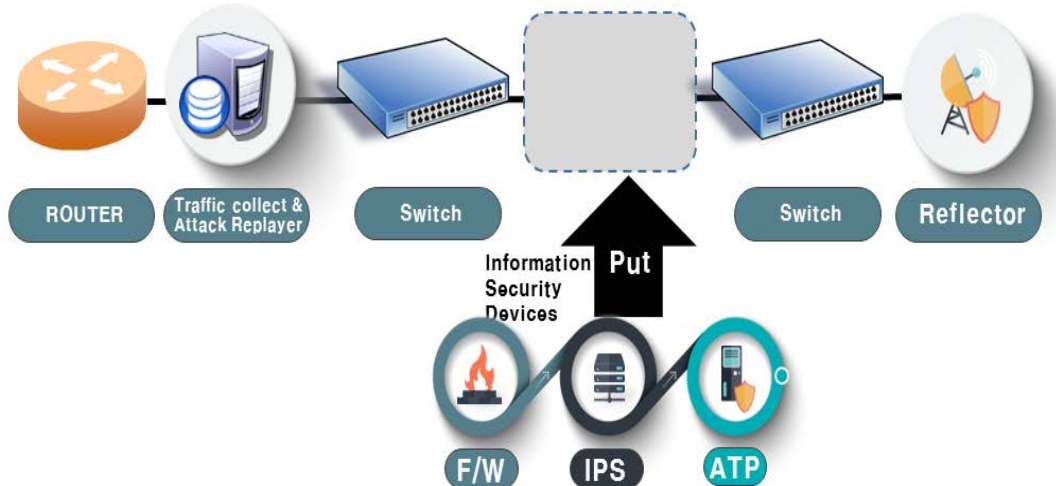 ROUTER
Traffic collect &
Attack Replayer
Switch
Switch
Reflector
Information
Security
Devices
Put
F/W
IPS
ATP